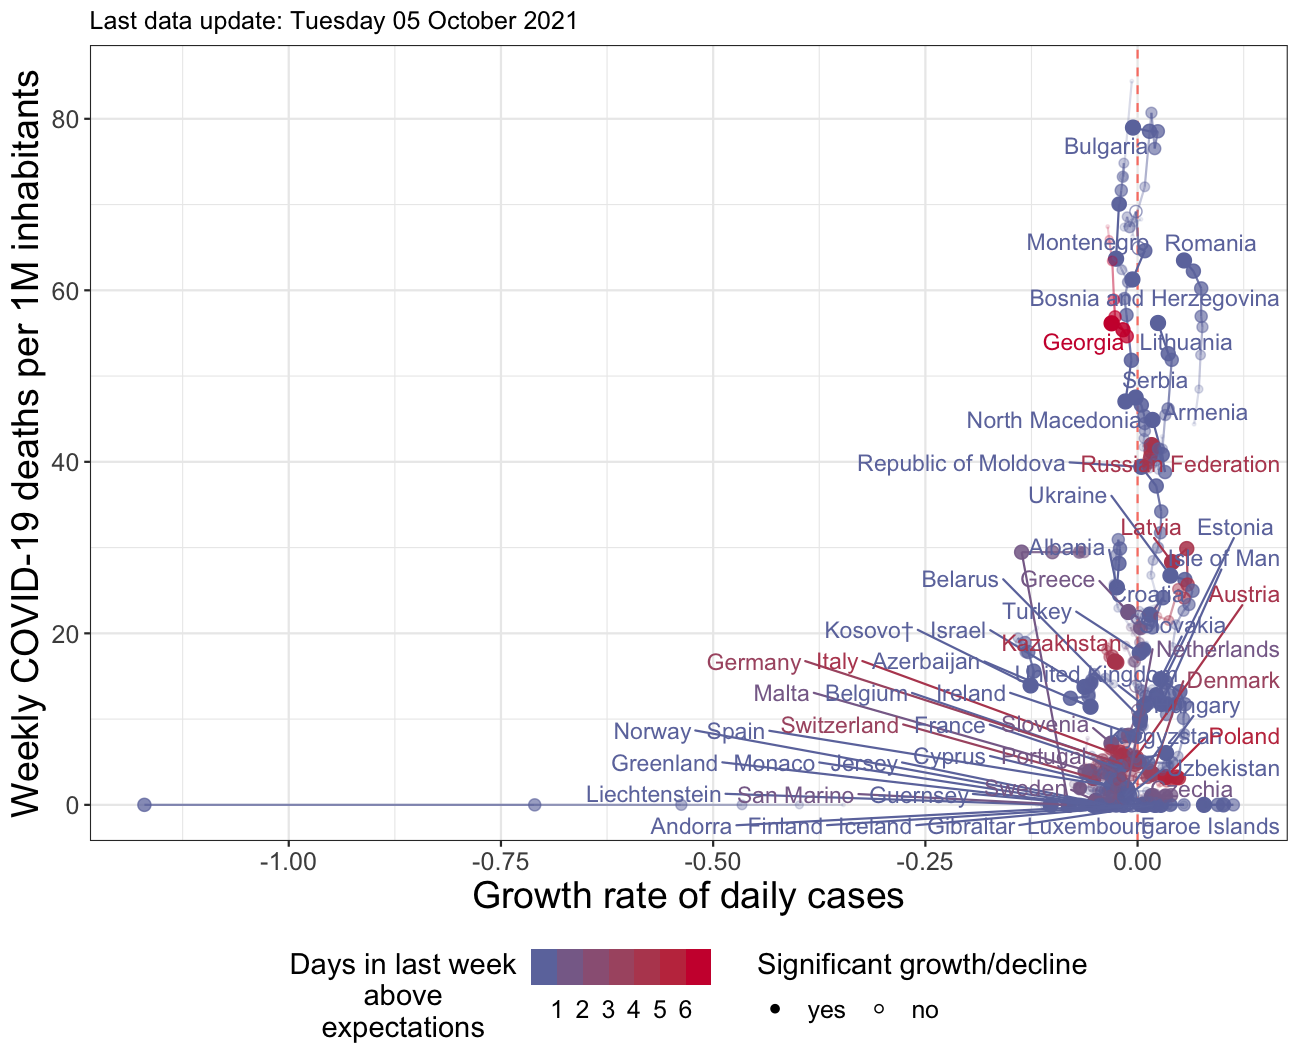 Last data update: Tuesday 05 October 2021
Weekly COVID-19 deaths per 1M inhabitants
80
60
40
20
0
Bulgaria
Montenegro
Romania
Bosnia and Herzegovina
Georgia
Lithuania
Serbia
Armenia
North Macedonia
Republic of Moldova
Russian Federation
Ukraine
Latvia
Estonia
Albania
Isle of Man
Belarus
Greece
Croatia
Austria
Turkey
Kosovo†
Israel
Slovakia
Kazakhstan
Netherlands
Germany
Italy
Azerbaijan
United Kingdom
Denmark
Malta
Belgium
Ireland
Hungary
Norway
Spain
Switzerland
France
Slovenia
Kyrgyzstan
Poland
Greenland
Monaco
Jersey
Cyprus
Portugal
Uzbekistan
Liechtenstein
San Marino
Guernsey
Sweden
Czechia
Andorra
Finland
Iceland
Gibraltar
Luxembourg
Faroe Islands
-1.00
-0.75
-0.50
-0.25
0.00
Growth rate of daily cases
Days in last week
above
expectations
1 2 3 4 5 6
Significant growth/decline
yes
no